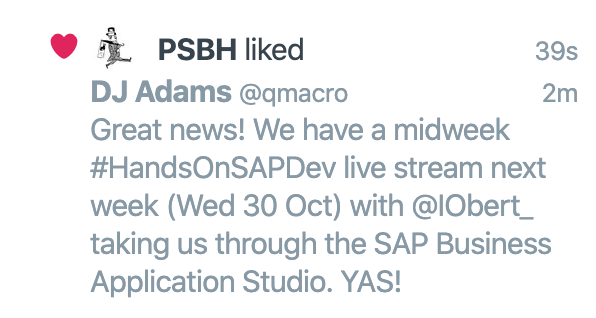 PSBH liked 39s
DJ Adams @qmacro 2m
Great news! We have a midweek
#HandsOnSAPDev live stream next
week (Wed 30 Oct) with @IObert_
taking us through the SAP Business
Application Studio. YAS!